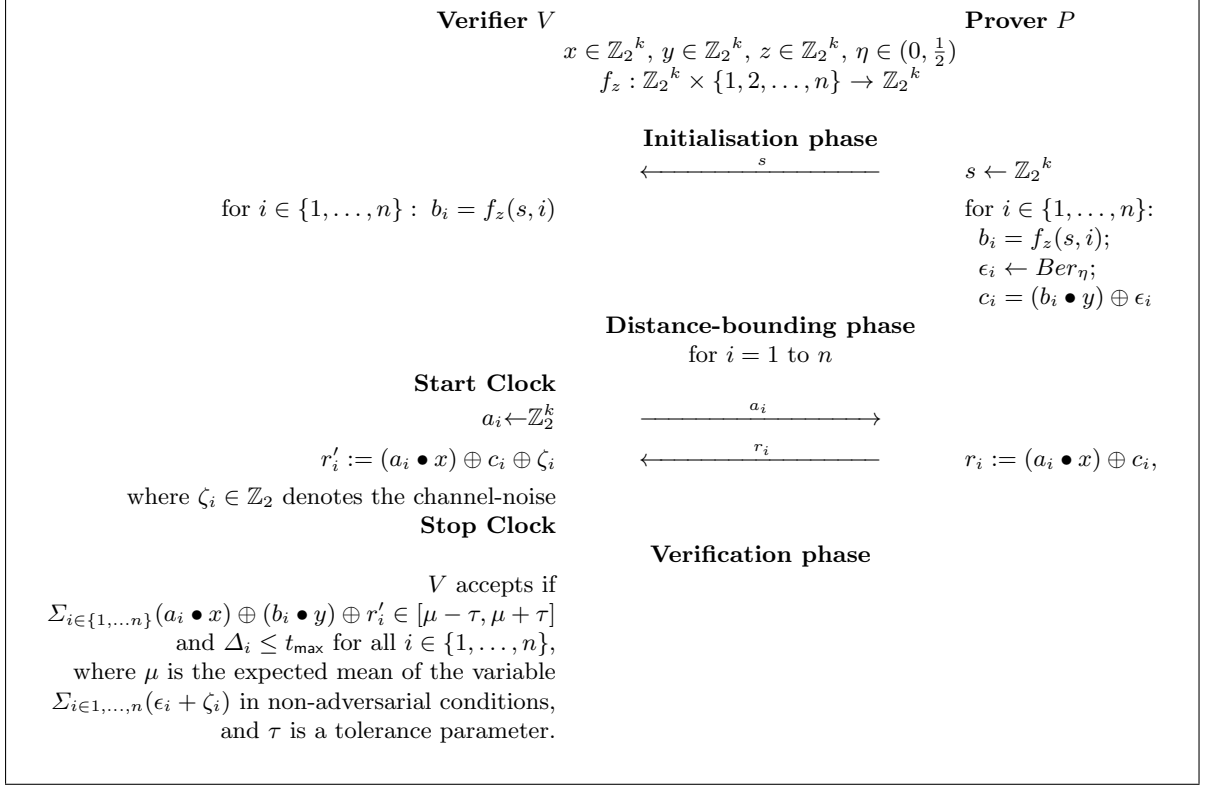 Verifier V Prover P
x ∈ ℤ₂ᵏ, y ∈ ℤ₂ᵏ, z ∈ ℤ₂ᵏ, η ∈ (0, 1/2)
f_z : ℤ₂ᵏ × {1, 2, . . . , n} → ℤ₂ᵏ
Initialisation phase
←s s ← ℤ₂ᵏ
for i ∈ {1, . . . , n} : b_i = f_z(s, i) for i ∈ {1, . . . , n}:
b_i = f_z(s, i);
ϵ_i ← Ber_η;
c_i = (b_i • y) ⊕ ϵ_i
Distance-bounding phase
for i = 1 to n
Start Clock
a_i←ℤ₂ᵏ a_i→
r′_i := (a_i • x) ⊕ c_i ⊕ ζ_i ←r_i r_i := (a_i • x) ⊕ c_i,
where ζ_i ∈ ℤ₂ denotes the channel-noise
Stop Clock
Verification phase
V accepts if
Σ_{i∈{1,...n}}(a_i • x) ⊕ (b_i • y) ⊕ r′_i ∈ [μ − τ, μ + τ]
and Δ_i ≤ t_max for all i ∈ {1, . . . , n},
where μ is the expected mean of the variable
Σ_{i∈1,...,n}(ϵ_i + ζ_i) in non-adversarial conditions,
and τ is a tolerance parameter.